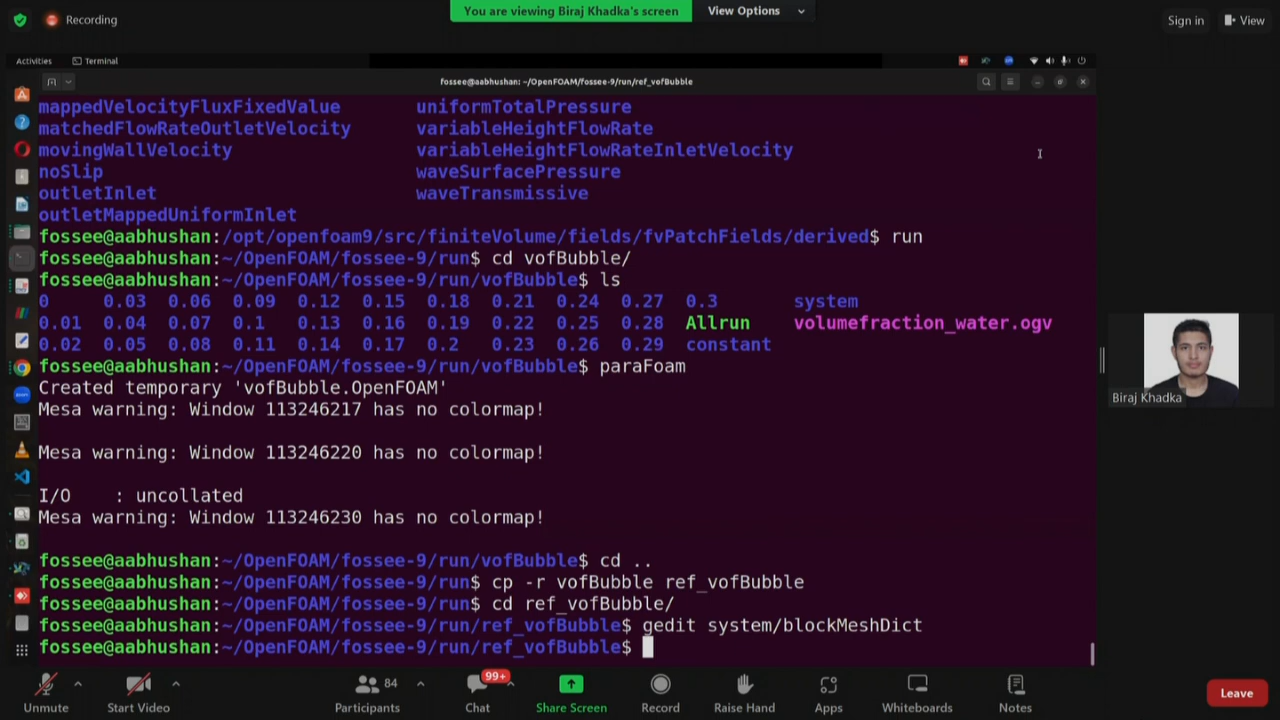 You are viewing Biraj Khadka's screen
View Options
Recording
Sign in
View
Activities
Terminal
fossee@aabhushan: ~/OpenFOAM/fossee-9/run/ref_vofBubble
mappedVelocityFluxFixedValue uniformTotalPressure
matchedFlowRateOutletVelocity variableHeightFlowRate
movingWallVelocity variableHeightFlowRateInletVelocity
noSlip waveSurfacePressure
outletInlet waveTransmissive
outletMappedUniformInlet
fossee@aabhushan:/opt/openfoam9/src/finiteVolume/fields/fvPatchFields/derived$ run
fossee@aabhushan:~/OpenFOAM/fossee-9/run$ cd vofBubble/
fossee@aabhushan:~/OpenFOAM/fossee-9/run/vofBubble$ ls
0 0.03 0.06 0.09 0.12 0.15 0.18 0.21 0.24 0.27 0.3 system
0.01 0.04 0.07 0.1 0.13 0.16 0.19 0.22 0.25 0.28 Allrun volumefraction_water.ogv
0.02 0.05 0.08 0.11 0.14 0.17 0.2 0.23 0.26 0.29 constant
fossee@aabhushan:~/OpenFOAM/fossee-9/run/vofBubble$ paraFoam
Created temporary 'vofBubble.OpenFOAM'
Mesa warning: Window 113246217 has no colormap!
Mesa warning: Window 113246220 has no colormap!
I/O : uncollated
Mesa warning: Window 113246230 has no colormap!
fossee@aabhushan:~/OpenFOAM/fossee-9/run/vofBubble$ cd ..
fossee@aabhushan:~/OpenFOAM/fossee-9/run$ cp -r vofBubble ref_vofBubble
fossee@aabhushan:~/OpenFOAM/fossee-9/run$ cd ref_vofBubble/
fossee@aabhushan:~/OpenFOAM/fossee-9/run/ref_vofBubble$ gedit system/blockMeshDict
fossee@aabhushan:~/OpenFOAM/fossee-9/run/ref_vofBubble$
Biraj Khadka
84
99+
Unmute
Start Video
Participants
Chat
Share Screen
Record
Raise Hand
Apps
Whiteboards
Notes
Leave